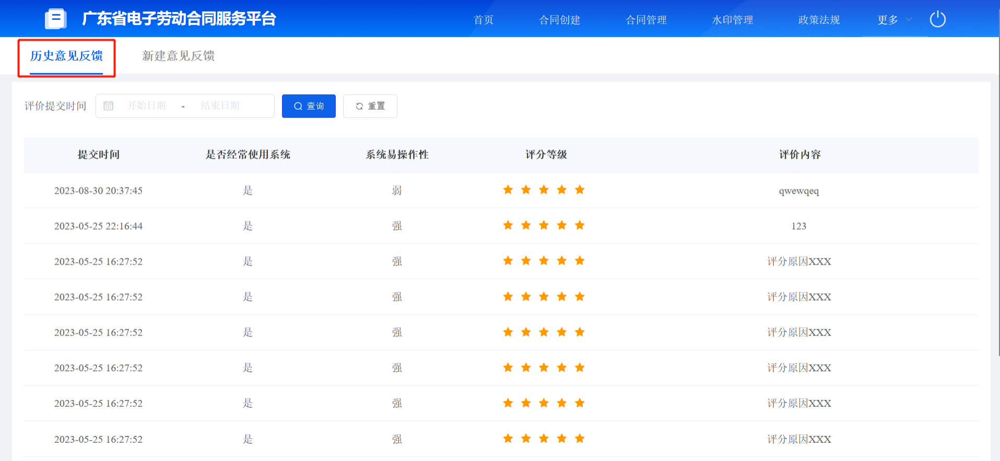 广东省电子劳动合同服务平台 首页 合同创建 合同管理 水印管理 政策法规 更多
历史意见反馈 新建意见反馈
评价提交时间 开始日期 - 结束日期 查询 重置
提交时间 是否经常使用系统 系统易操作性 评分等级 评价内容
2023-08-30 20:37:45 是 弱 qwewqeq
2023-05-25 22:16:44 是 强 123
2023-05-25 16:27:52 是 强 评分原因XXX
2023-05-25 16:27:52 是 强 评分原因XXX
2023-05-25 16:27:52 是 强 评分原因XXX
2023-05-25 16:27:52 是 强 评分原因XXX
2023-05-25 16:27:52 是 强 评分原因XXX
2023-05-25 16:27:52 是 强 评分原因XXX